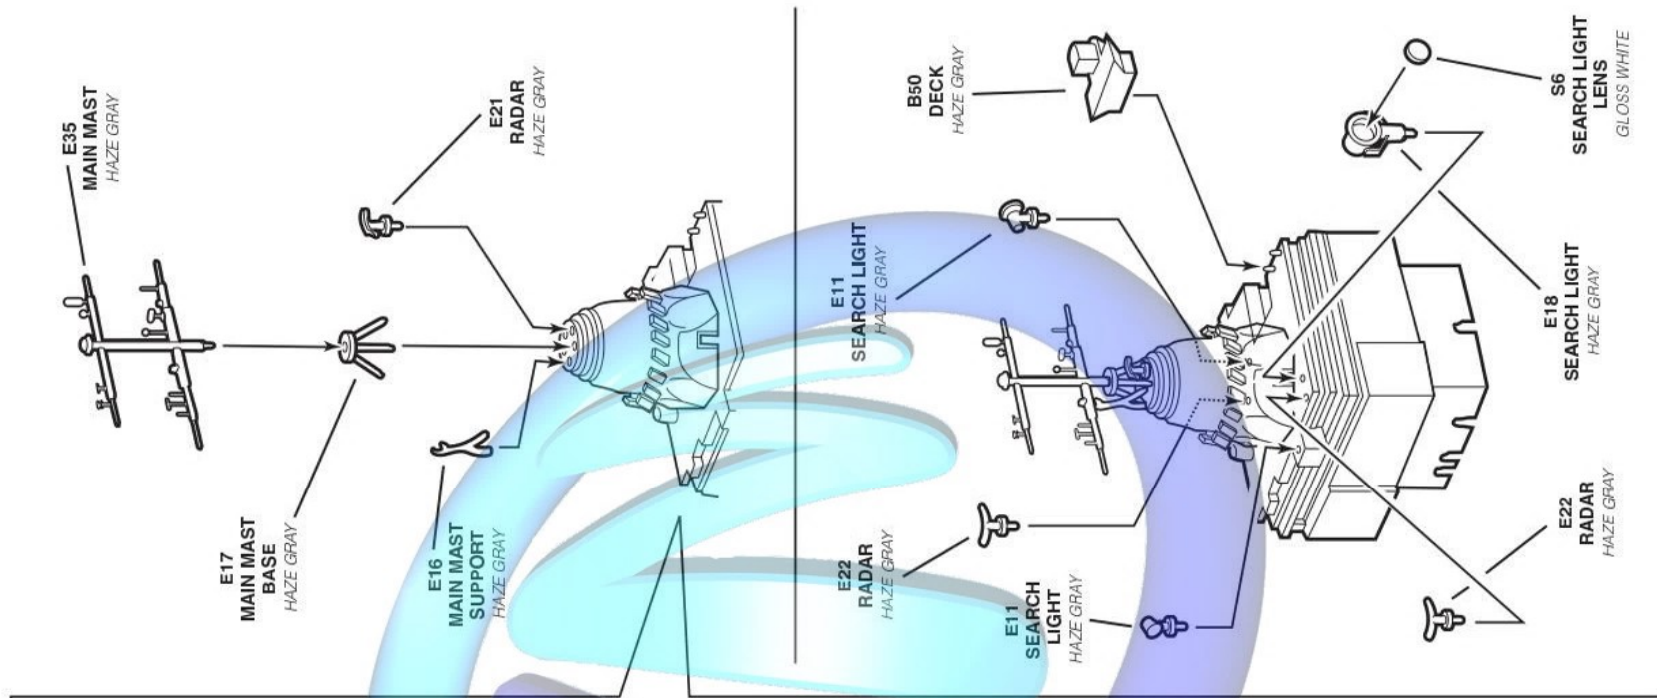 E35
MAIN MAST
HAZE GRAY
E21
RADAR
HAZE GRAY
E17
MAIN MAST
BASE
HAZE GRAY
E16
MAIN MAST
SUPPORT
HAZE GRAY
B50
DECK
HAZE GRAY
S6
SEARCH LIGHT
LENS
GLOSS WHITE
E11
SEARCH LIGHT
HAZE GRAY
E18
SEARCH LIGHT
HAZE GRAY
E22
RADAR
HAZE GRAY
E11
SEARCH
LIGHT
HAZE GRAY
E22
RADAR
HAZE GRAY